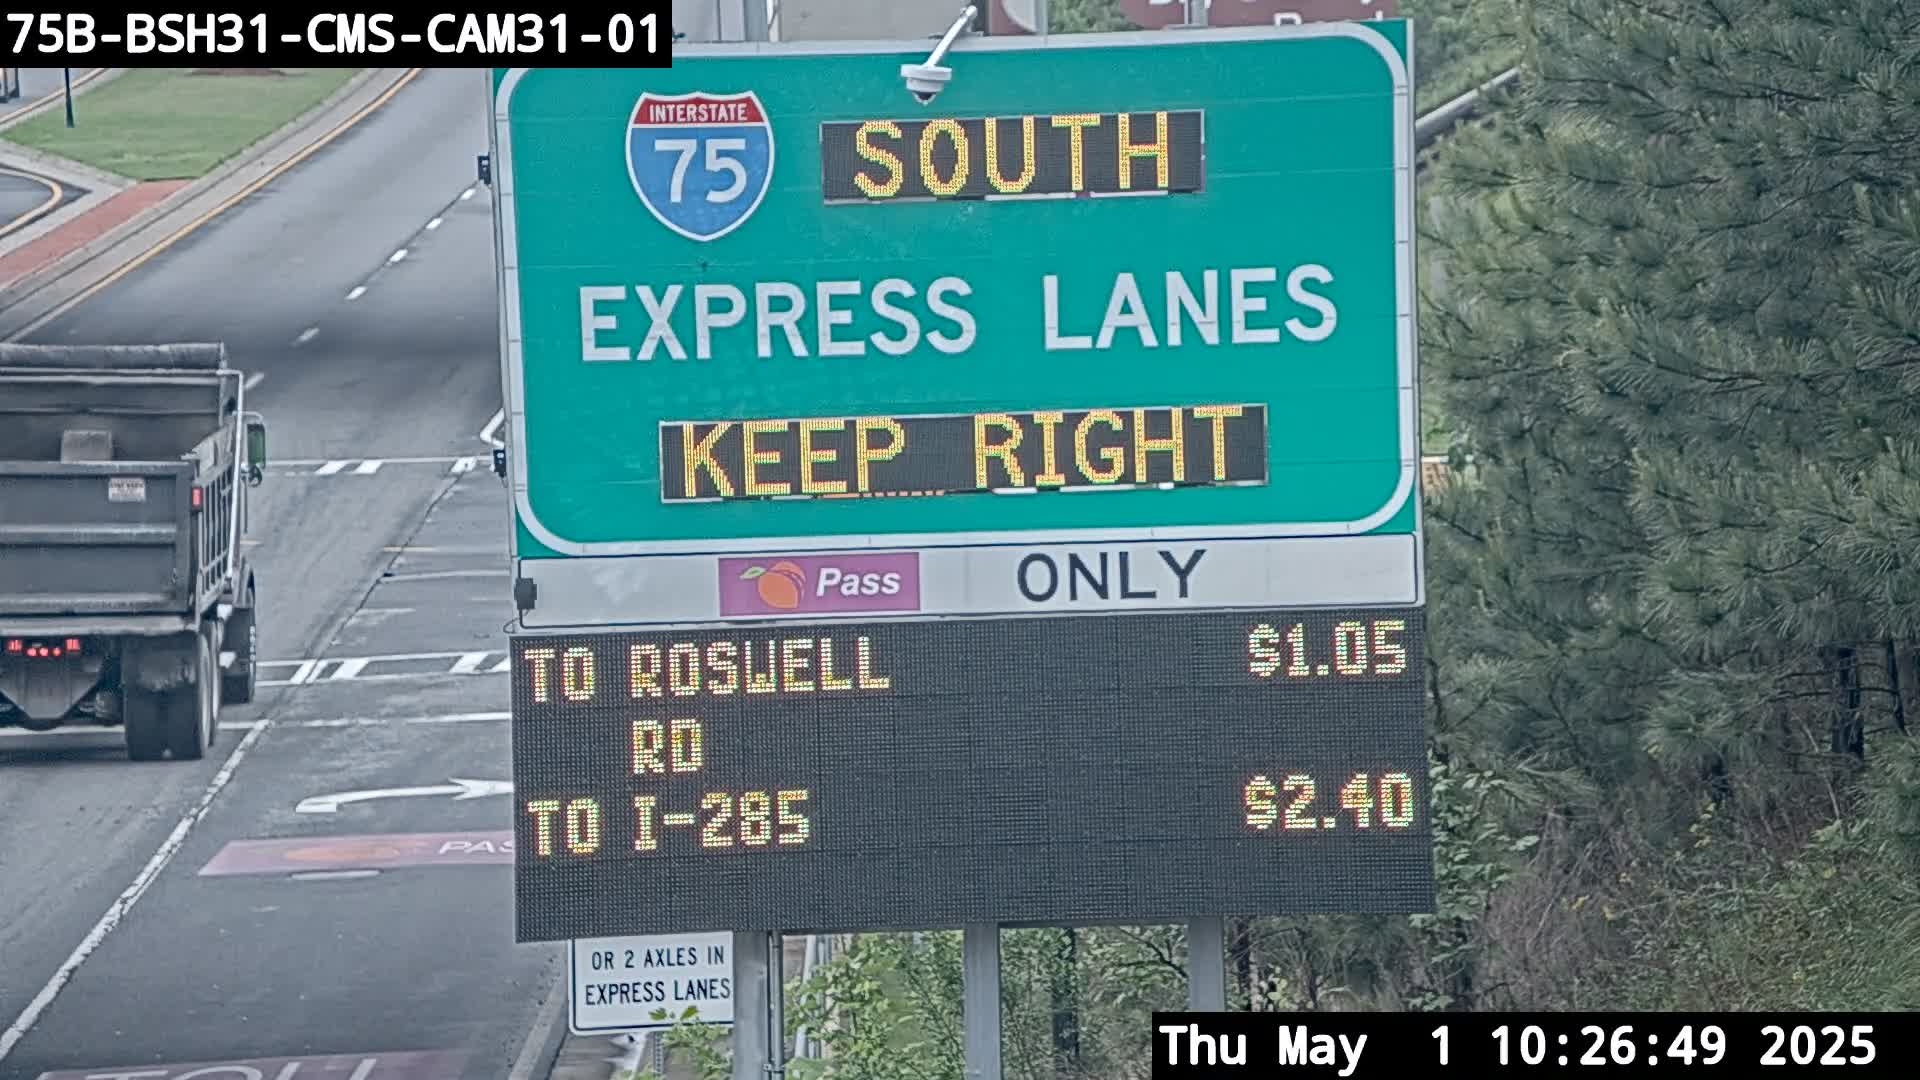 75B-BSH31-CMS-CAM31-01
INTERSTATE
75
SOUTH
EXPRESS LANES
KEEP RIGHT
Pass ONLY
TO ROSWELL $1.05
RD
TO I-285 $2.40
OR 2 AXLES IN
EXPRESS LANES
TOLL
Thu May 1 10:26:49 2025